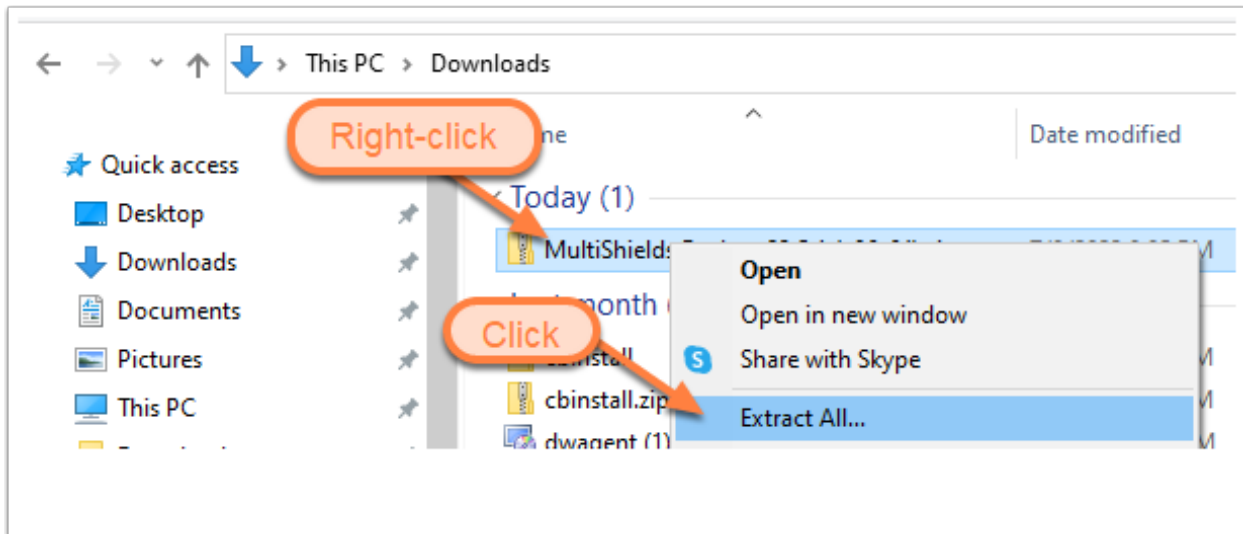 This PC > Downloads
Right-click
Date modified
Quick access
Today (1)
Desktop
MultiShields
Downloads
Open
Documents
Open in new window
Click
Pictures
Share with Skype
This PC
cbinstall.zip
Extract All...
dwagent (1)